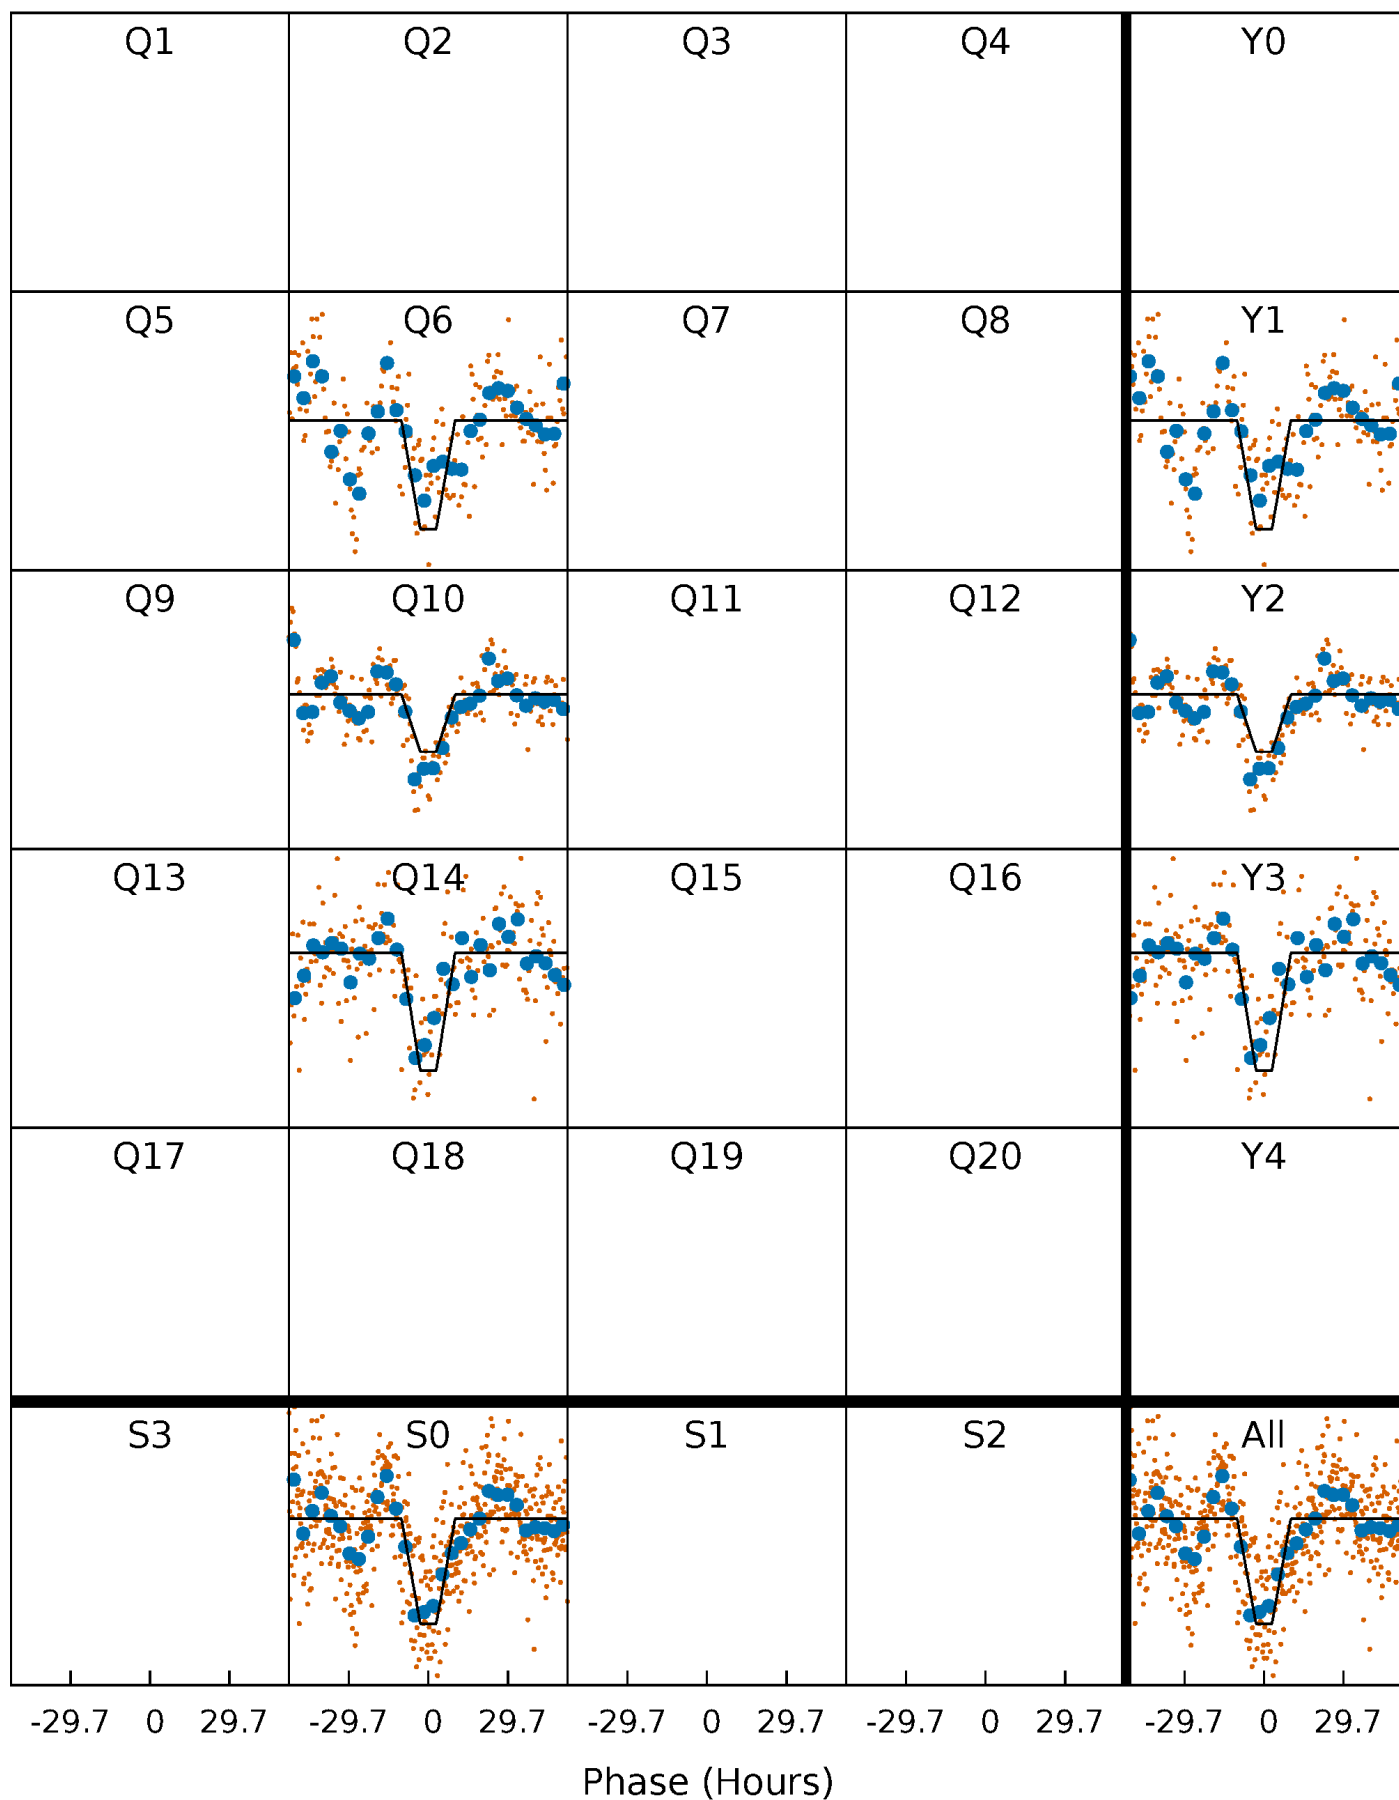 Q1 Q2 Q3 Q4 Y0
Q5 Q6 Q7 Q8 Y1
Q9 Q10 Q11 Q12 Y2
Q13 Q14 Q15 Q16 Y3
Q17 Q18 Q19 Q20 Y4
S3 S0 S1 S2 All
-29.7 0 29.7 -29.7 0 29.7 -29.7 0 29.7 -29.7 0 29.7 -29.7 0 29.7
Phase (Hours)